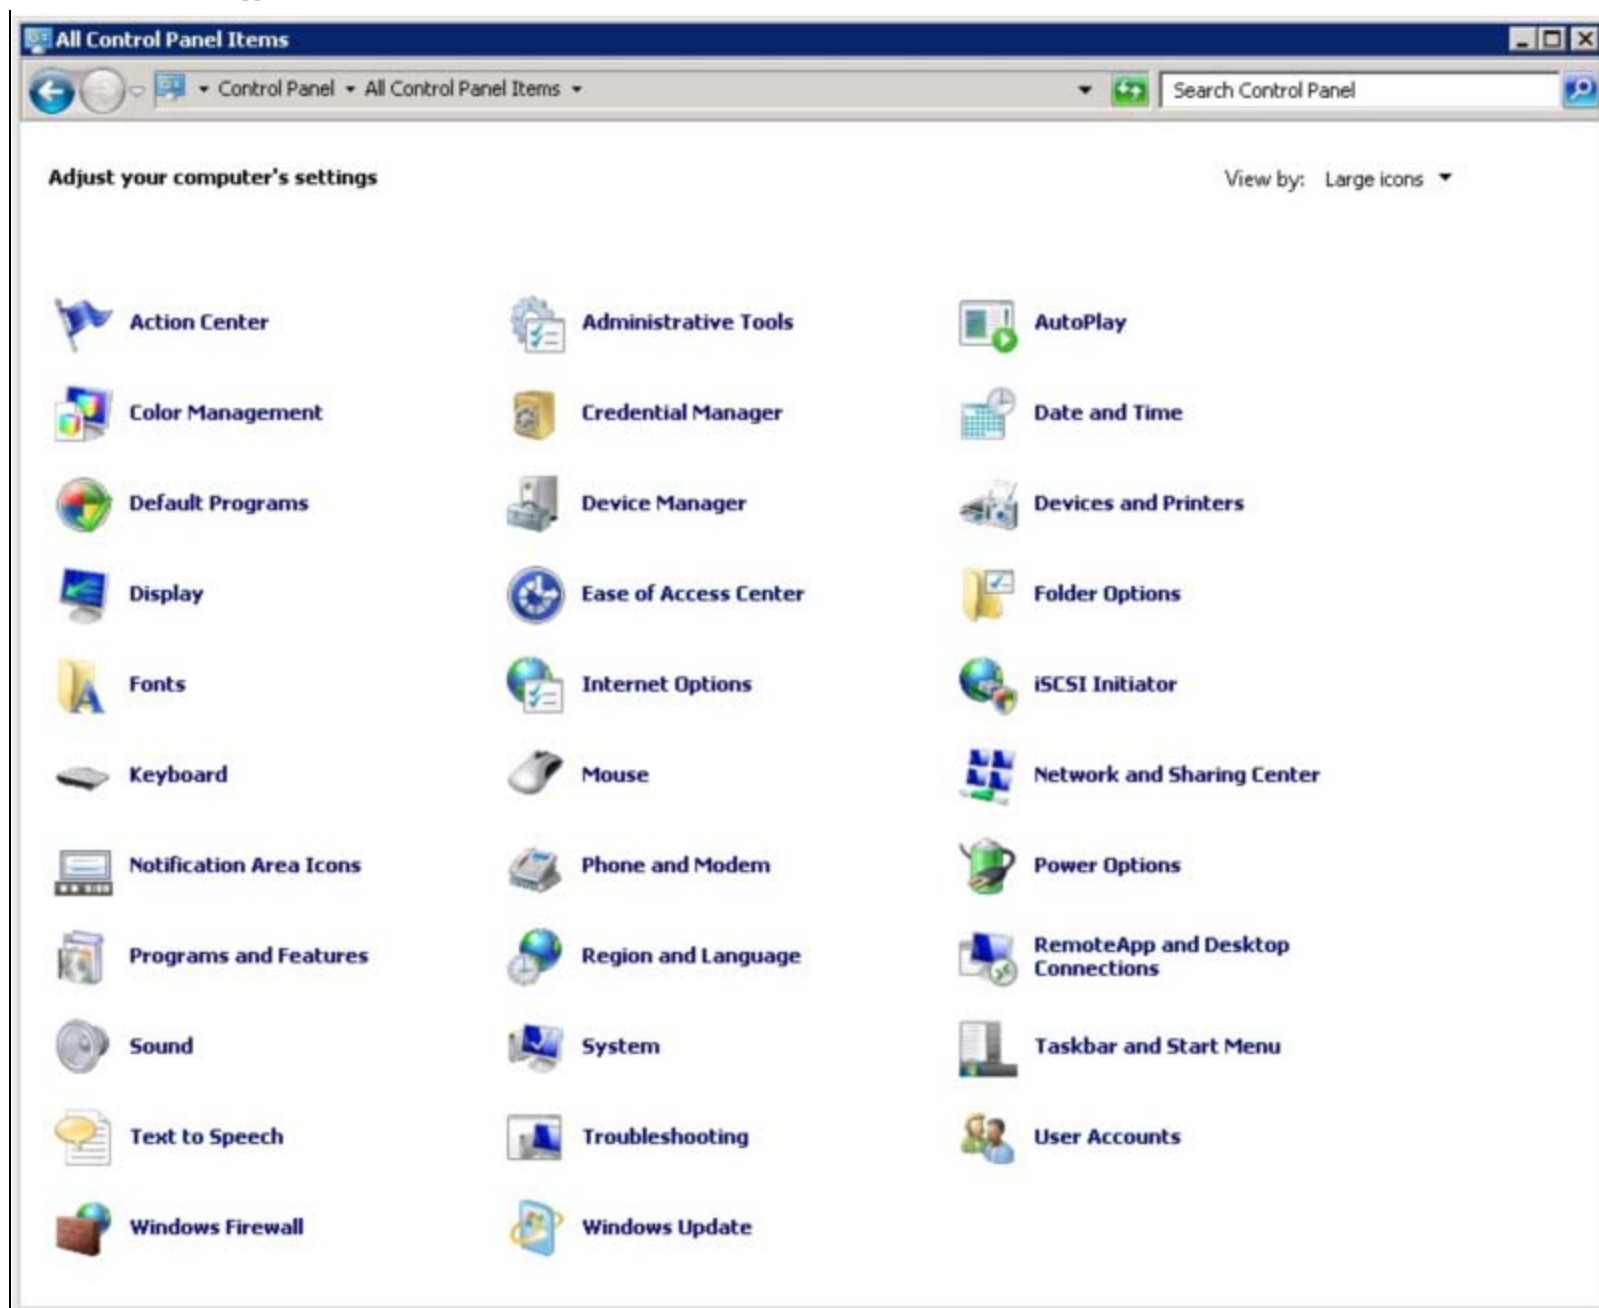 All Control Panel Items
Control Panel All Control Panel Items
Search Control Panel
Adjust your computer's settings
View by: Large icons
Action Center
Administrative Tools
AutoPlay
Color Management
Credential Manager
Date and Time
Default Programs
Device Manager
Devices and Printers
Display
Ease of Access Center
Folder Options
Fonts
Internet Options
iSCSI Initiator
Keyboard
Mouse
Network and Sharing Center
Notification Area Icons
Phone and Modem
Power Options
Programs and Features
Region and Language
RemoteApp and Desktop
Connections
Sound
System
Taskbar and Start Menu
Text to Speech
Troubleshooting
User Accounts
Windows Firewall
Windows Update